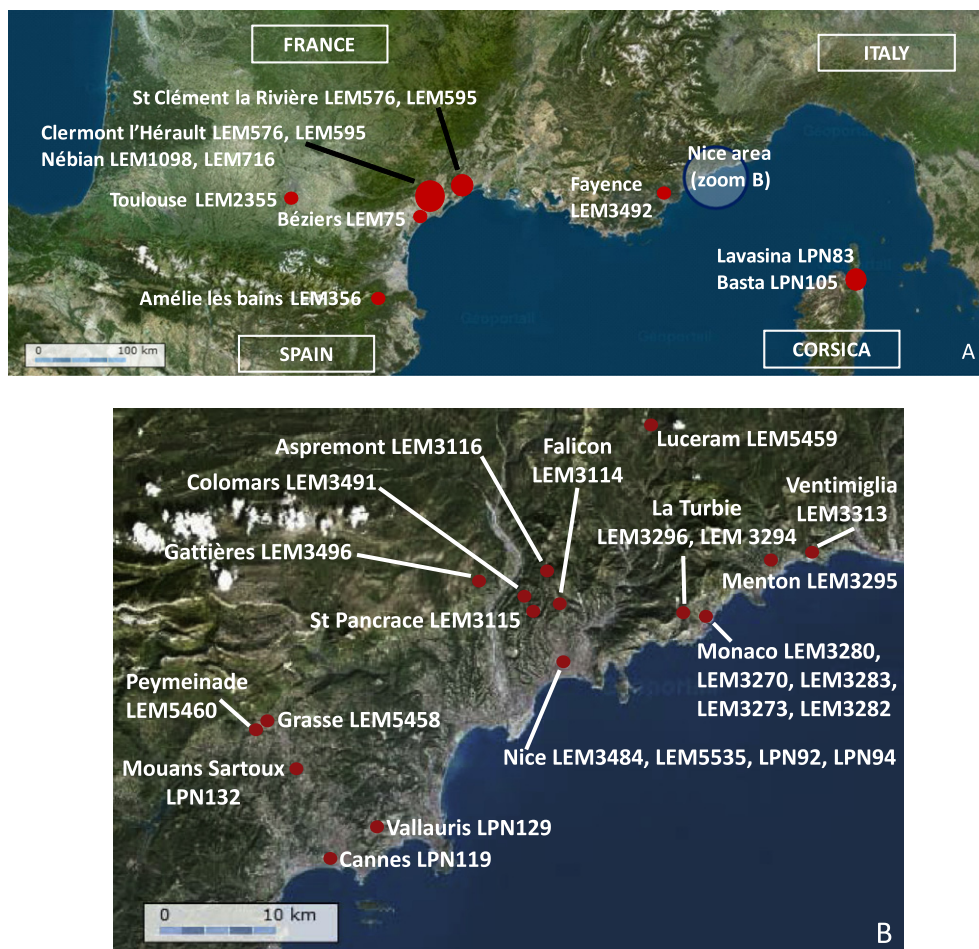 FRANCE
ITALY
St Clément la Rivière LEM576, LEM595
Clermont l’Hérault LEM576, LEM595
Nébian LEM1098, LEM716
Géoportail
Nice area
(zoom B)
Fayence
LEM3492
Toulouse LEM2355
Béziers LEM75
Lavasina LPN83
Basta LPN105
Amélie les bains LEM356
Géoportail
Géoportail
0 100 km
SPAIN
CORSICA
A
Aspremont LEM3116
Falicon
LEM3114
Luceram LEM5459
Colomars LEM3491
La Turbie
LEM3296, LEM 3294
Ventimiglia
LEM3313
Gattières LEM3496
Menton LEM3295
St Pancrace LEM3115
Monaco LEM3280,
LEM3270, LEM3283,
LEM3273, LEM3282
Peymeinade
LEM5460
Grasse LEM5458
Nice LEM3484, LEM5535, LPN92, LPN94
Mouans Sartoux
LPN132
Vallauris LPN129
Cannes LPN119
0 10 km
B